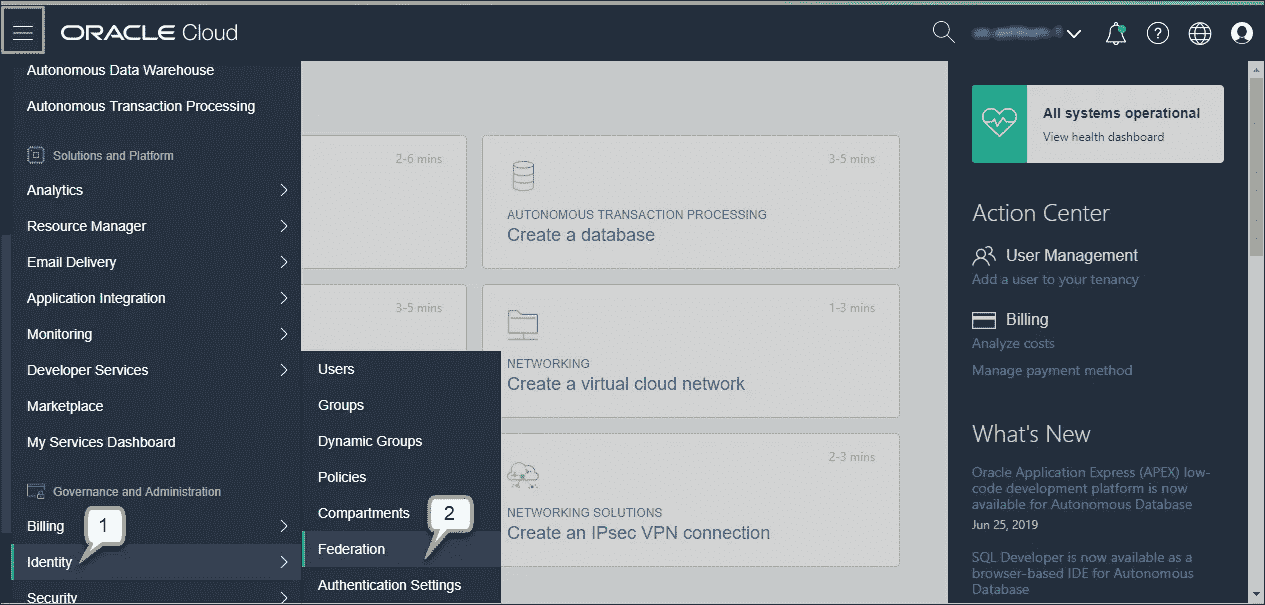 ORACLE Cloud
Autonomous Data Warehouse
Autonomous Transaction Processing
Solutions and Platform
Analytics
Resource Manager
Email Delivery
Application Integration
Monitoring
Developer Services
Marketplace
My Services Dashboard
Governance and Administration
Billing
1
Identity
Security
Users
Groups
Dynamic Groups
Policies
Compartments
2
Federation
Authentication Settings
2-6 mins
3-5 mins
AUTONOMOUS TRANSACTION PROCESSING
Create a database
3-5 mins
1-3 mins
NETWORKING
Create a virtual cloud network
2-3 mins
NETWORKING SOLUTIONS
Create an IPsec VPN connection
All systems operational
View health dashboard
Action Center
User Management
Add a user to your tenancy
Billing
Analyze costs
Manage payment method
What's New
Oracle Application Express (APEX) low-
code development platform is now
available for Autonomous Database
Jun 25, 2019
SQL Developer is now available as a
browser-based IDE for Autonomous
Database